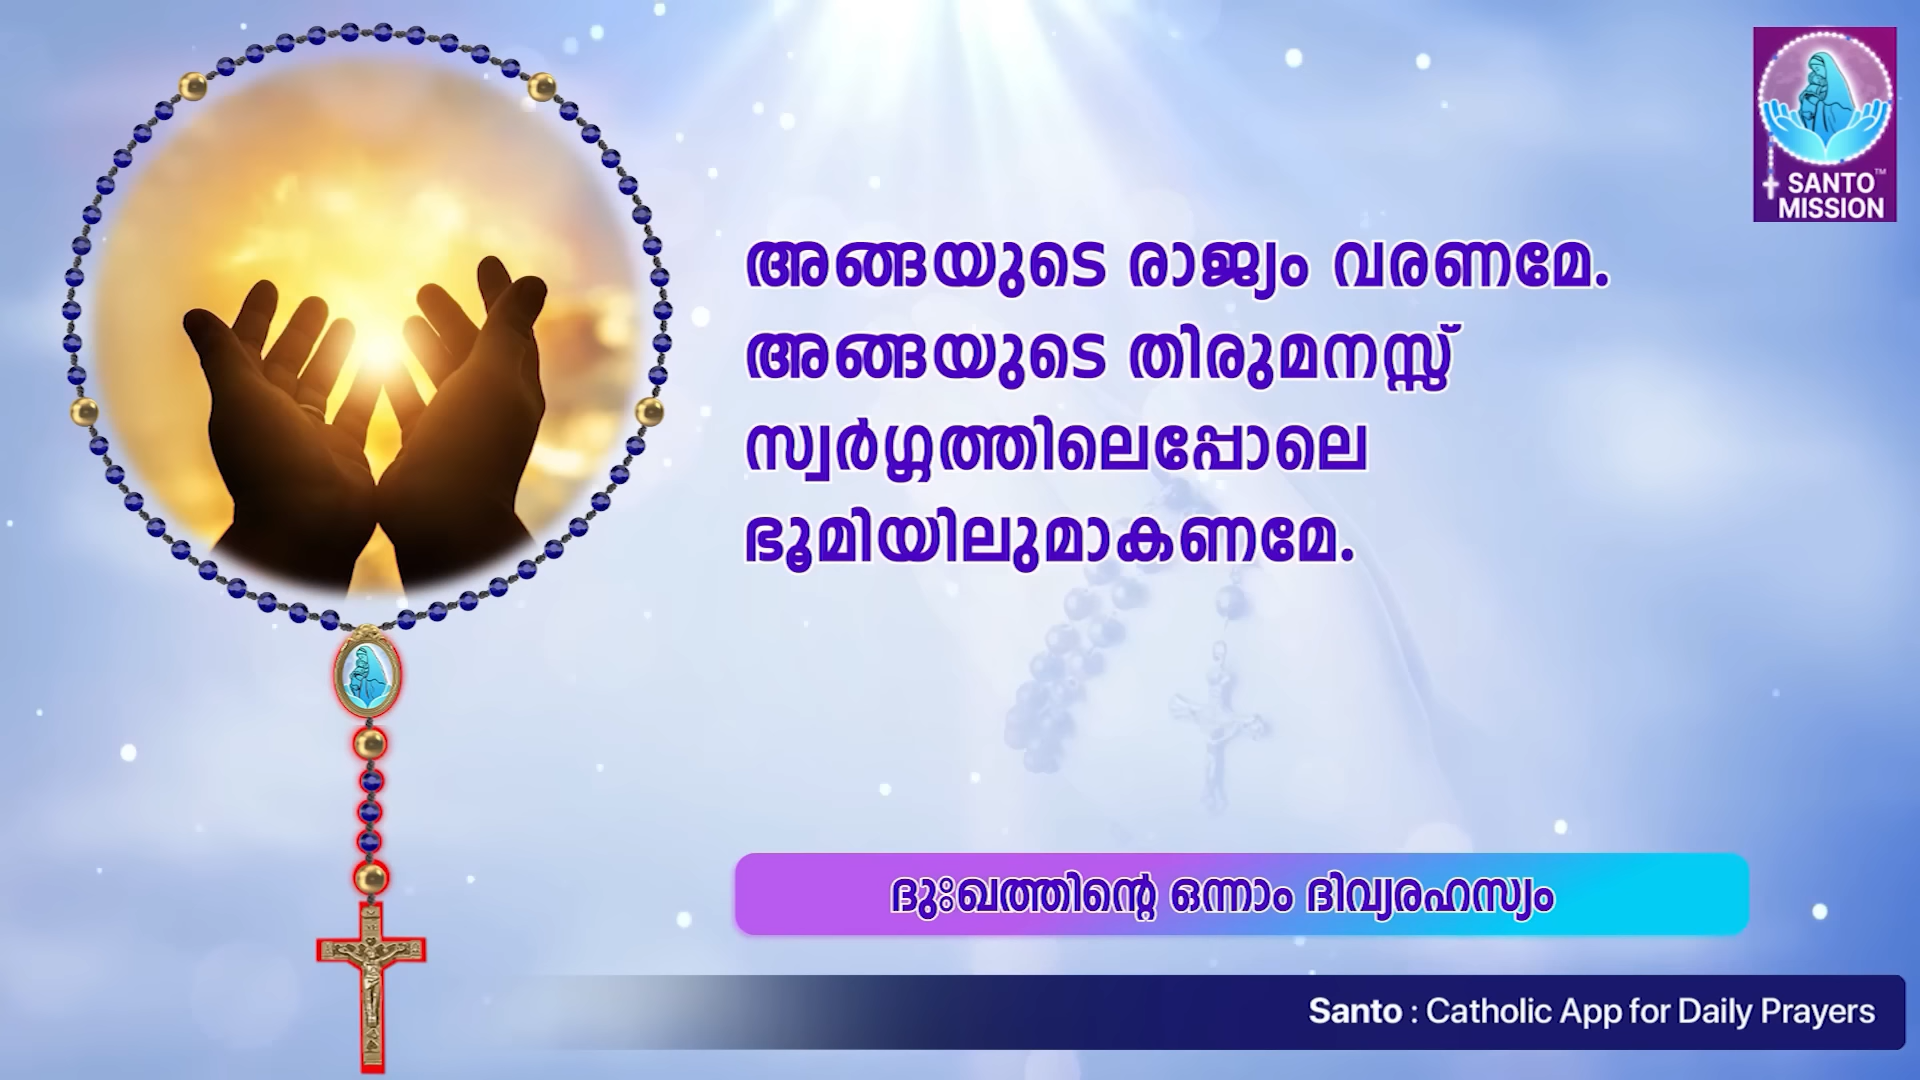 SANTO™
MISSION
അങ്ങയുടെ രാജ്യം വരണമേ.
അങ്ങയുടെ തിരുമനസ്സ്
സ്വർഗ്ഗത്തിലെപ്പോലെ
ഭൂമിയിലുമാകണമേ.
ദുഃഖത്തിന്റെ ഒന്നാം ദിവ്യരഹസ്യം
Santo : Catholic App for Daily Prayers